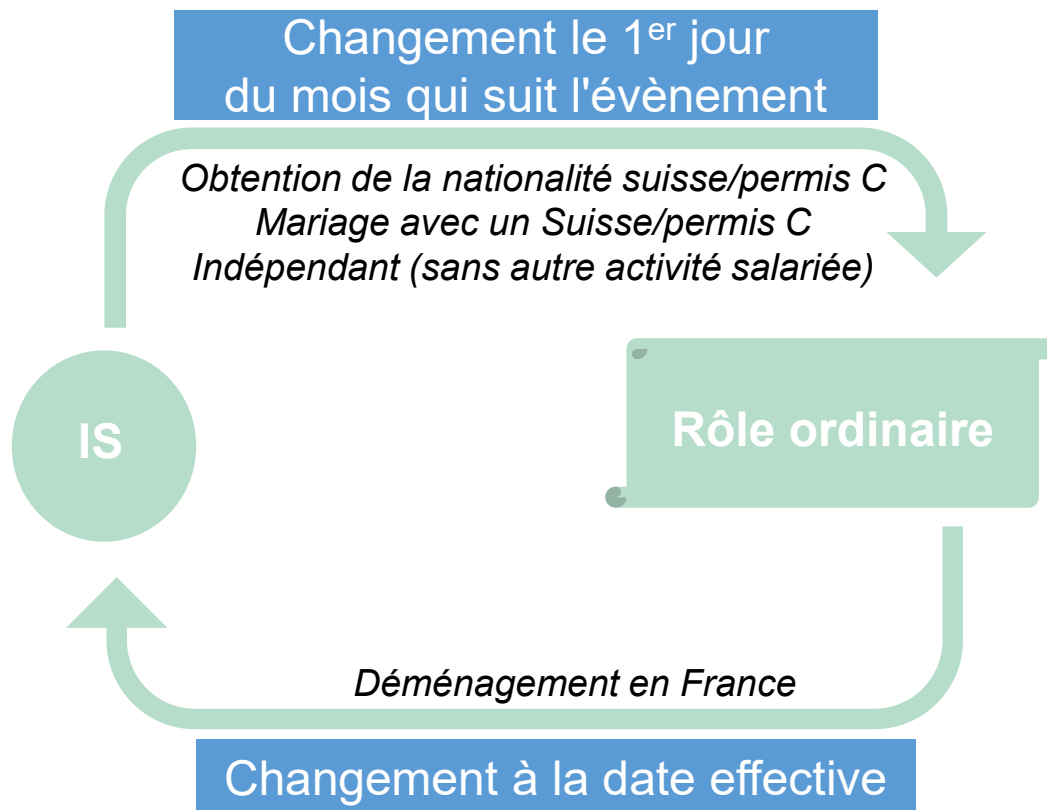 Changement le 1er jour
du mois qui suit l'évènement
Obtention de la nationalité suisse/permis C
Mariage avec un Suisse/permis C
Indépendant (sans autre activité salariée)
IS
Rôle ordinaire
Déménagement en France
Changement à la date effective